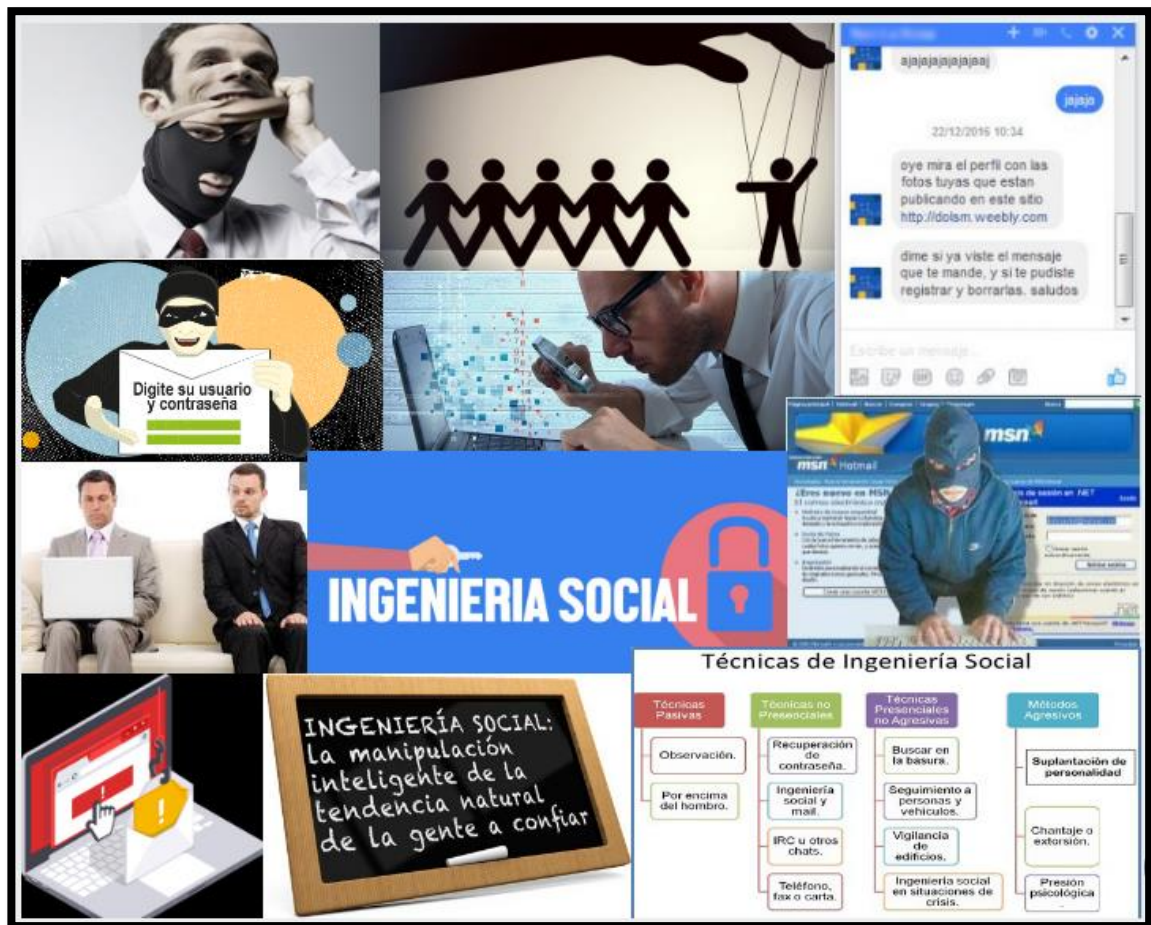 ajajajajajajaaj
jajaja
22/12/2016 10:34
oye mira el perfil con las
fotos tuyas que estan
publicando en este sitio
http://dolsm.weebly.com
dime si ya viste el mensaje
que te mande, y si te pudiste
registrar y borrarlas. saludos
Escribe un mensaje...
Digite su usuario
y contraseña
msn
msn Hotmail
¿Eres nuevo en MSN
INGENIERIA SOCIAL
INGENIERÍA SOCIAL:
la manipulación
inteligente de la
tendencia natural
de la gente a confiar
Técnicas de Ingeniería Social
Técnicas
Pasivas
Observación.
Por encima
del hombro.
Técnicas no
Presenciales
Recuperación
de
contraseña.
Ingeniería
social y
mail.
IRC u otros
chats.
Teléfono,
fax o carta.
Técnicas
Presenciales
no Agresivas
Buscar en
la basura.
Seguimiento a
personas y
vehículos.
Vigilancia
de
edificios.
Ingeniería social
en situaciones de
crisis.
Métodos
Agresivos
Suplantación de
personalidad
Chantaje o
extorsión.
Presión
psicológica
.